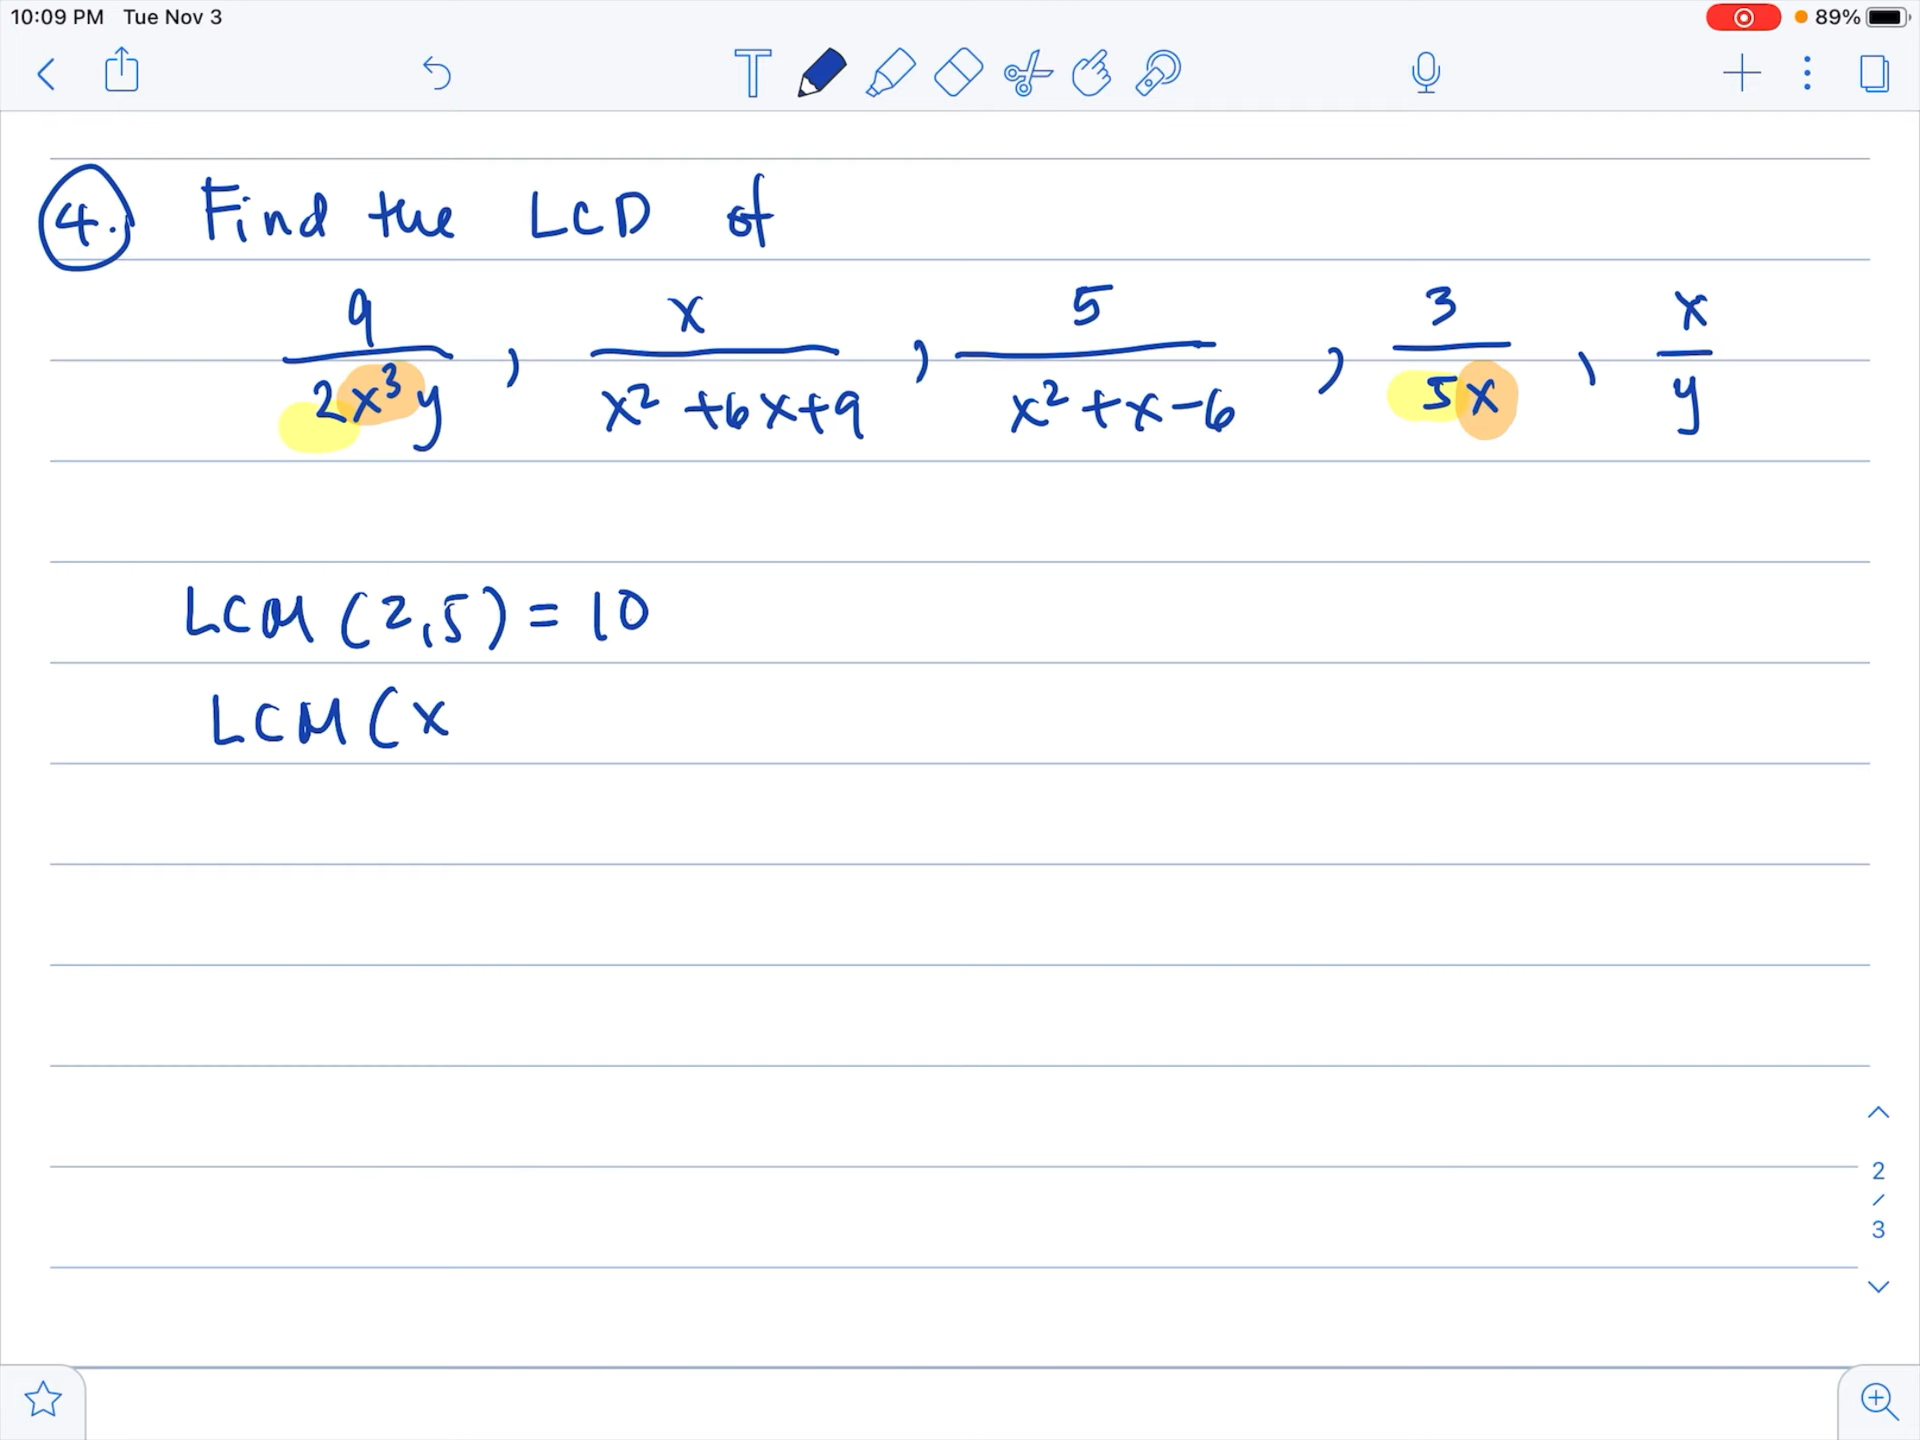 10:09 PM Tue Nov 3 89%
T
4. Find the LCD of
9/2x³y, x/x²+6x+9, 5/x²+x-6, 3/5x, x/y
LCM (2,5) = 10
LCM (x
2
/
3